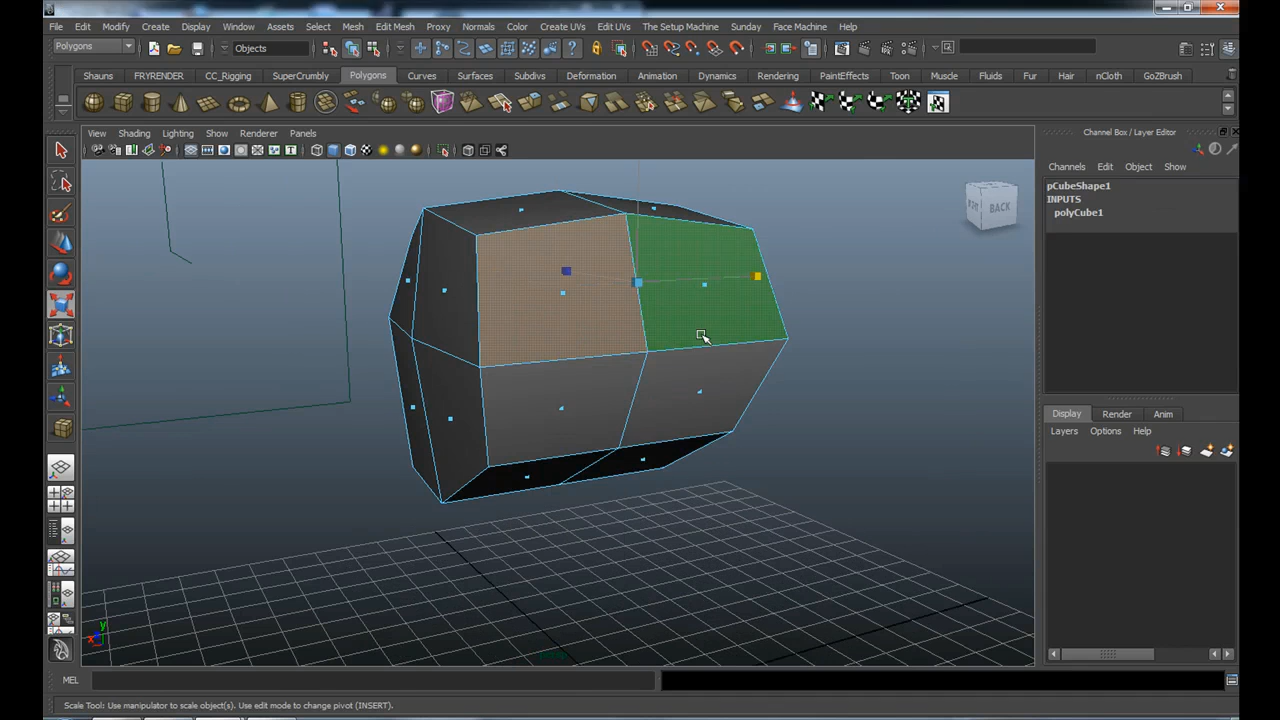 File Edit Modify Create Display Window Assets Select Mesh Edit Mesh Proxy Normals Color Create UVs Edit UVs The Setup Machine Sunday Face Machine Help
Polygons Objects
Shauns FRYRENDER CC_Rigging SuperCrumbly Polygons Curves Surfaces Subdivs Deformation Animation Dynamics Rendering PaintEffects Toon Muscle Fluids Fur Hair nCloth GoZBrush
View Shading Lighting Show Renderer Panels
Channel Box / Layer Editor
Channels Edit Object Show
pCubeShape1
INPUTS
polyCube1
BACK
Display Render Anim
Layers Options Help
y
x
MEL
Scale Tool: Use manipulator to scale object(s). Use edit mode to change pivot (INSERT).